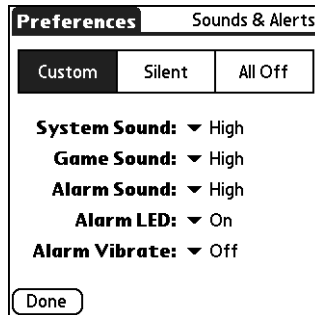 Preferences Sounds & Alerts
Custom Silent All Off
System Sound: High
Game Sound: High
Alarm Sound: High
Alarm LED: On
Alarm Vibrate: Off
Done